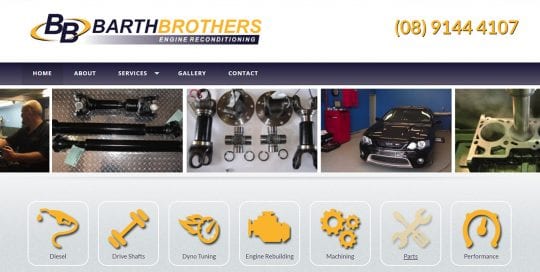 BB BARTHBROTHERS
ENGINE RECONDITIONING
(08) 9144 4107
HOME ABOUT SERVICES GALLERY CONTACT
Diesel Drive Shafts Dyno Tuning Engine Rebuilding Machining Parts Performance